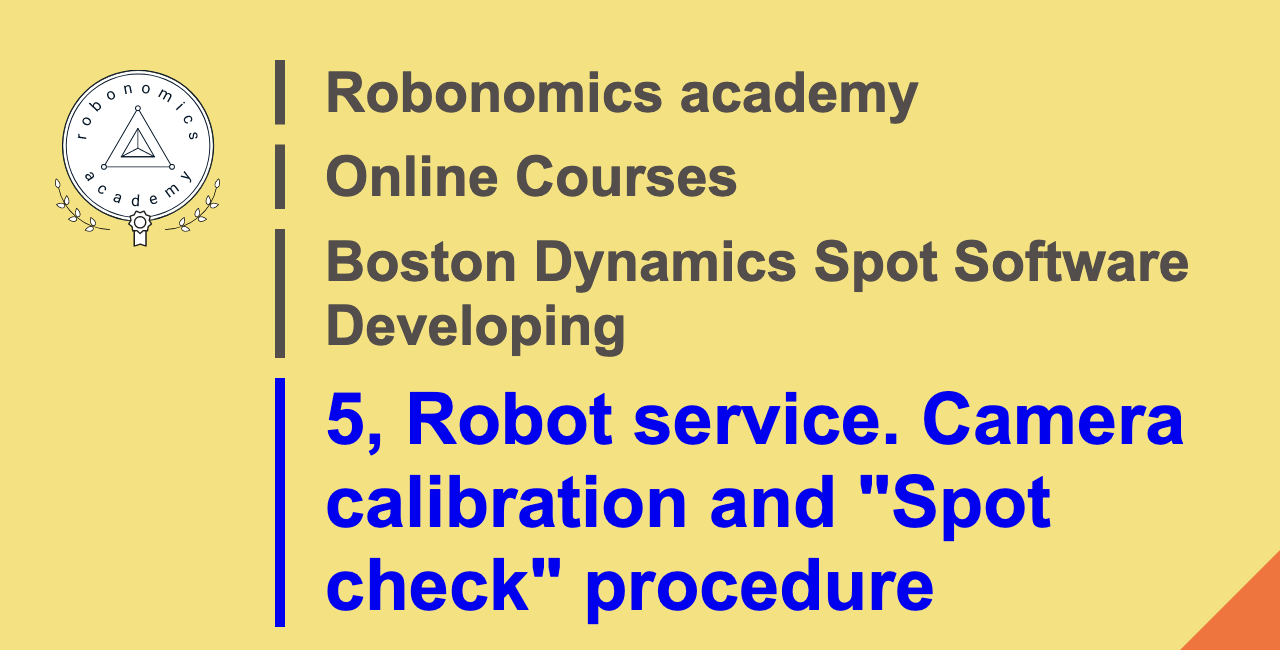 robonomics
academy
Robonomics academy
Online Courses
Boston Dynamics Spot Software
Developing
5, Robot service. Camera
calibration and "Spot
check" procedure